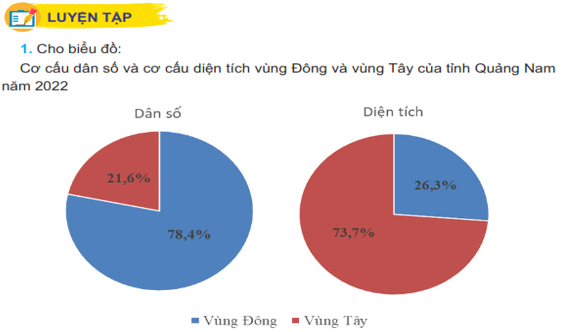 LUYỆN TẬP
1. Cho biểu đồ:
Cơ cấu dân số và cơ cấu diện tích vùng Đông và vùng Tây của tỉnh Quảng Nam
năm 2022
Dân số
Diện tích
21,6%
78,4%
26,3%
73,7%
Vùng Đông
Vùng Tây